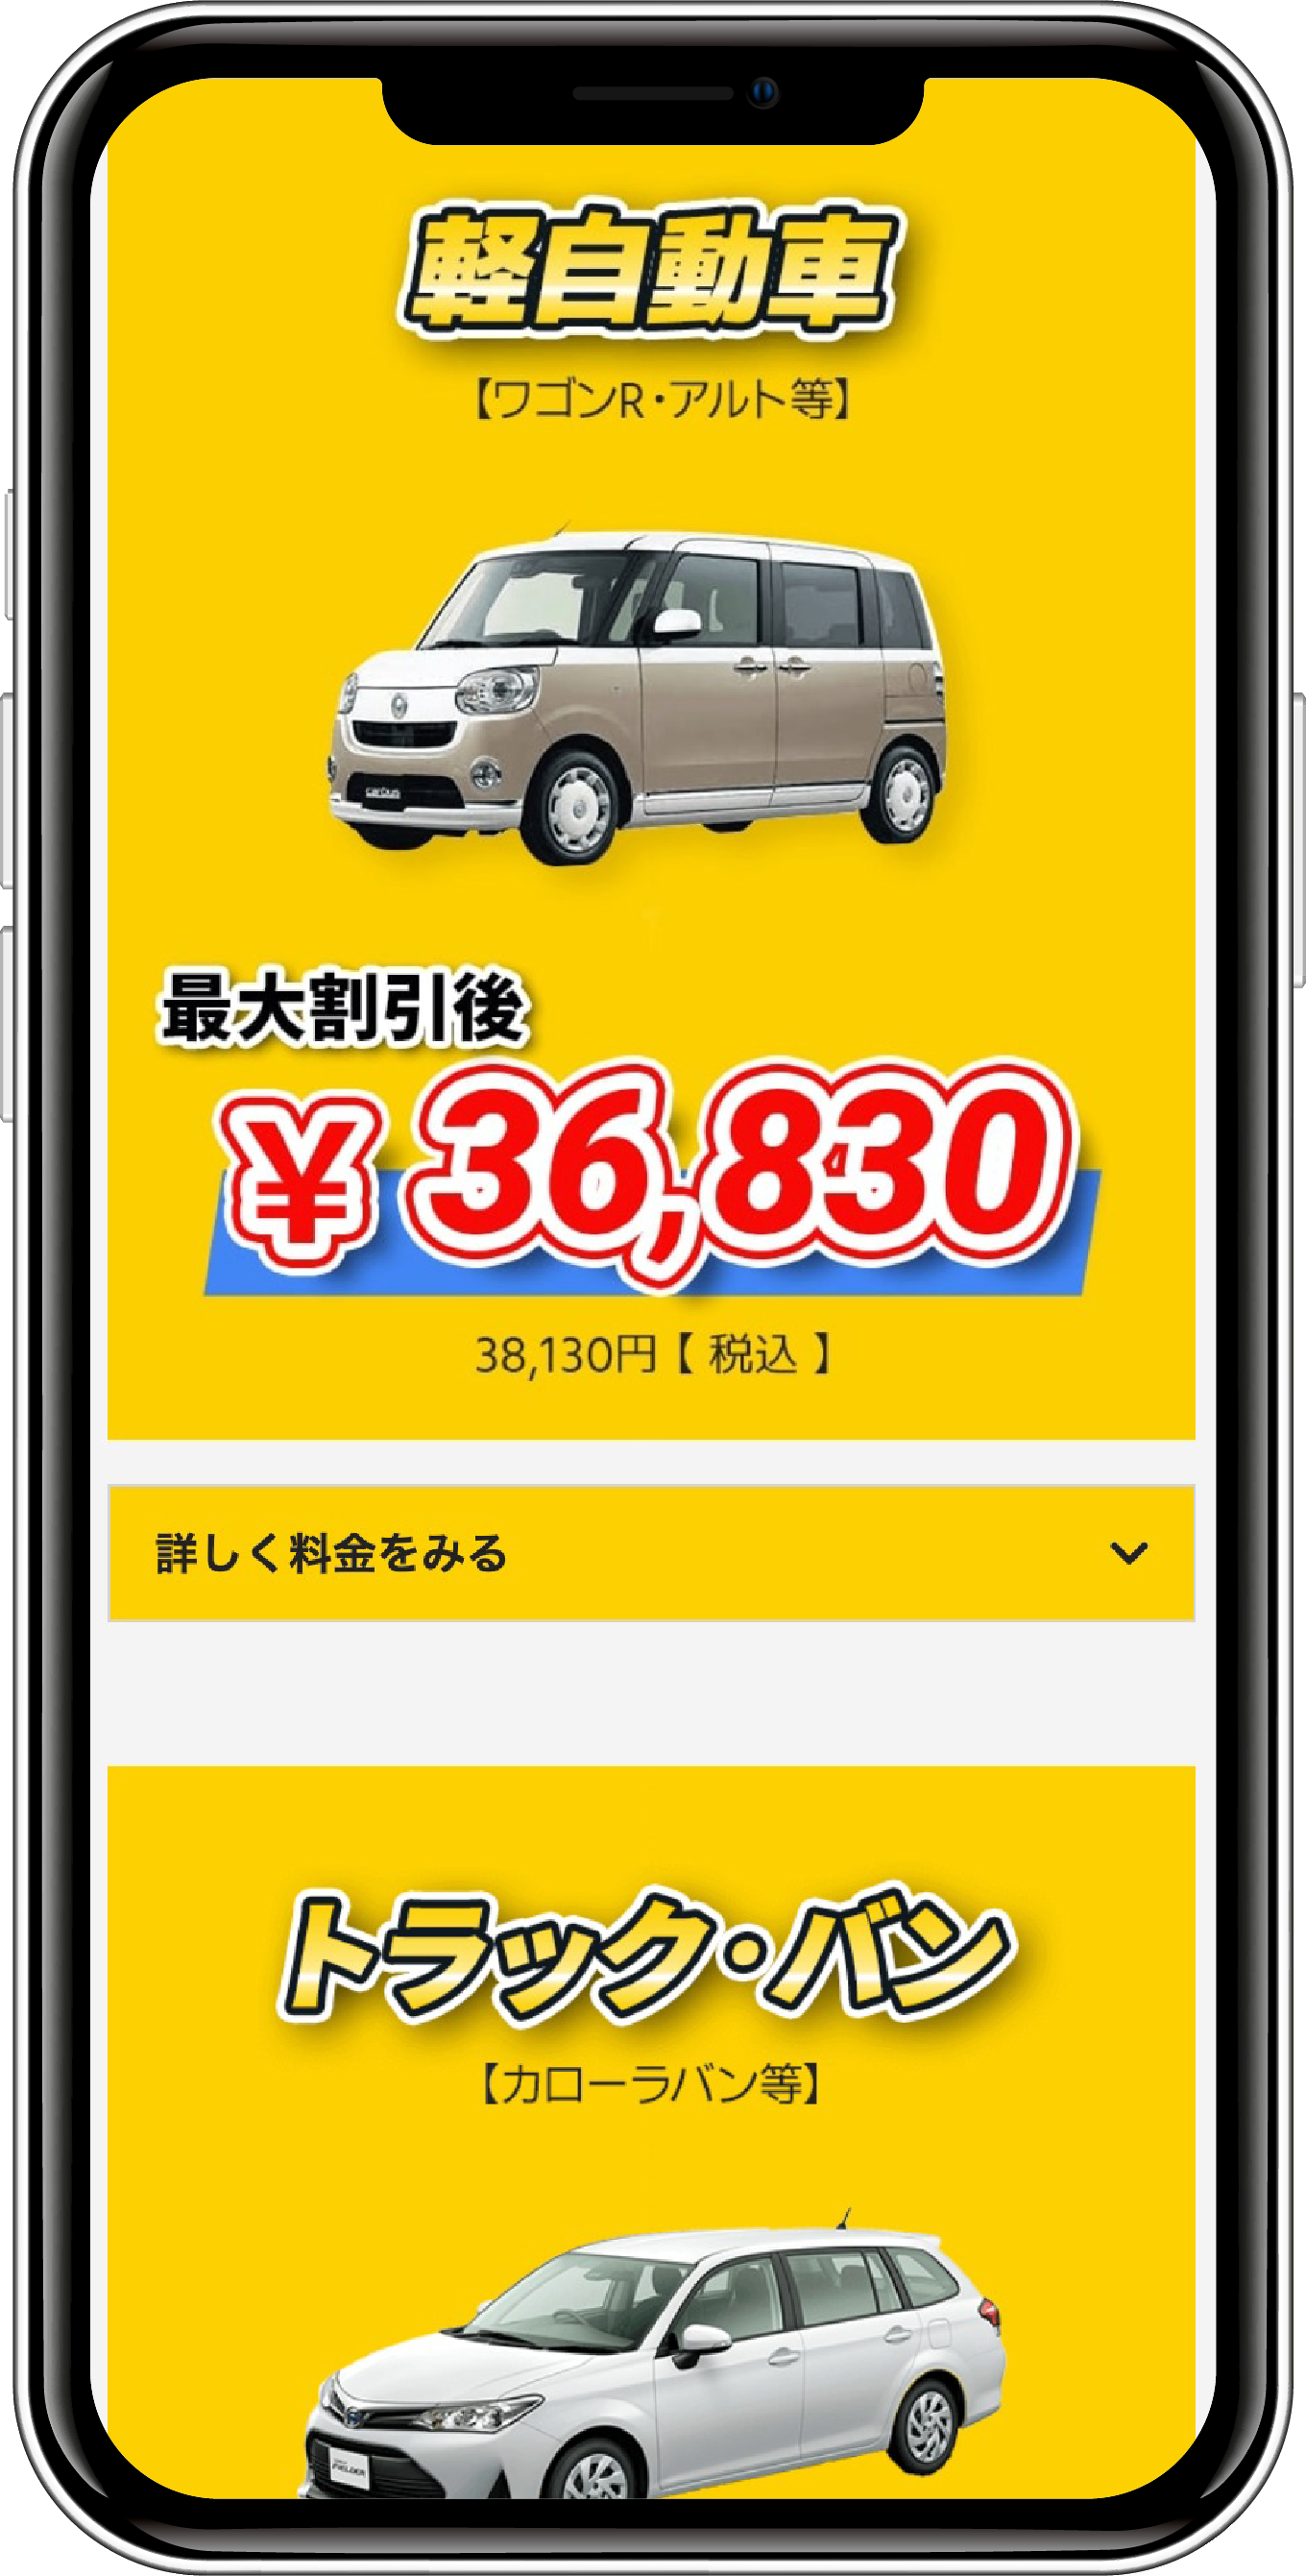 軽自動車
【ワゴンR・アルト等】
最大割引後
¥ 36,830
38,130円【 税込 】
詳しく料金をみる
トラック・バン
【カローラバン等】
FIELDER